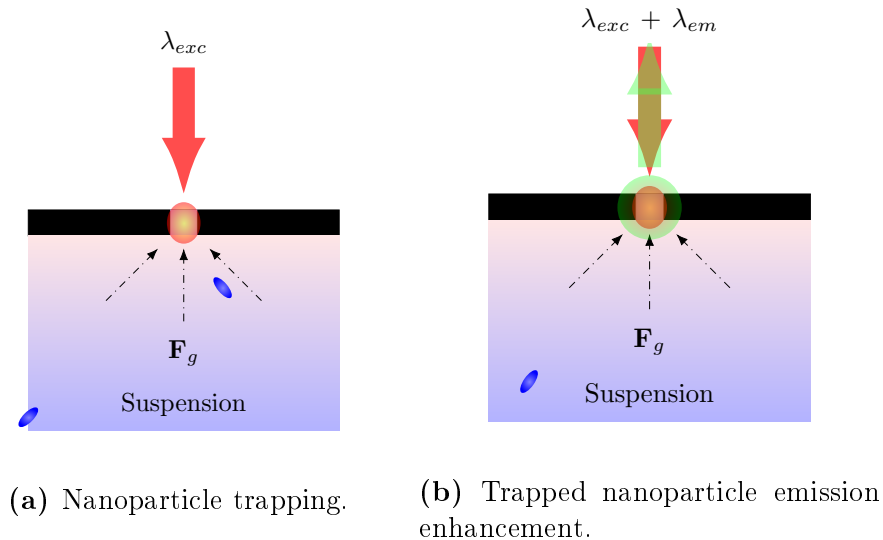 λexc
Fg
Suspension
(a) Nanoparticle trapping.
λexc + λem
Fg
Suspension
(b) Trapped nanoparticle emission
enhancement.